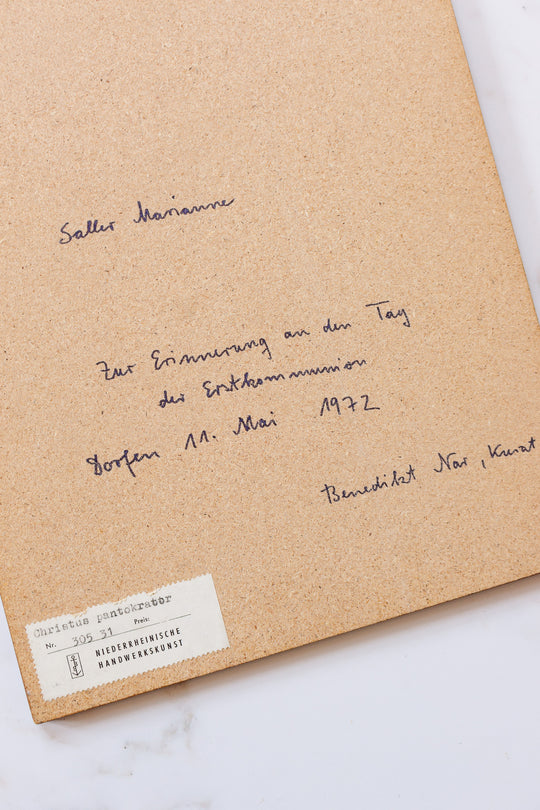 Saller Marianne
Zur Erinnerung an den Tag
der Erstkommunion
Dorfen 11. Mai 1972
Benedikt Nar, Kurat
Christus pantokrator
Nr. 305 31 Preis:
NIEDERRHEINISCHE
HANDWERKSKUNST